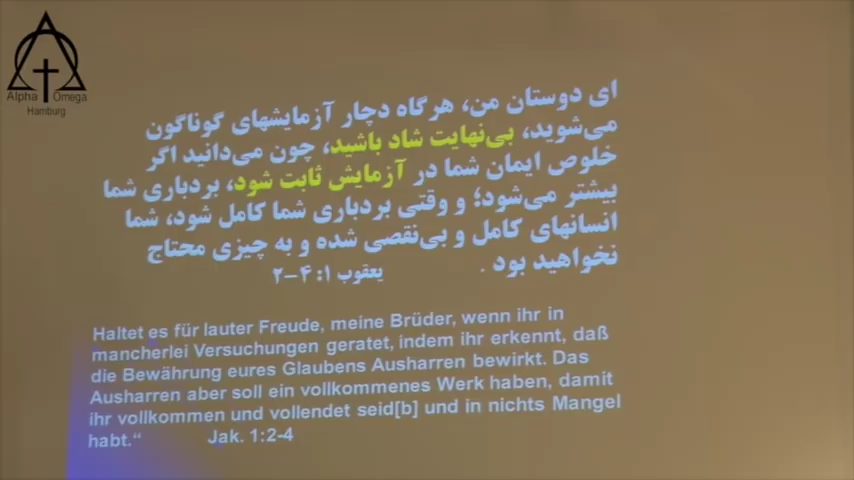 Alpha Omega
Hamburg
ای دوستان من، هرگاه دچار آزمایشهای گوناگون
می‌شوید، بی‌نهایت شاد باشید، چون می‌دانید اگر
خلوص ایمان شما در آزمایش ثابت شود، بردباری شما
بیشتر می‌شود؛ و وقتی بردباری شما کامل شود، شما
انسانهای کامل و بی‌نقصی شده و به چیزی محتاج
نخواهید بود .
یعقوب ۱: ۴-۲
Haltet es für lauter Freude, meine Brüder, wenn ihr in
mancherlei Versuchungen geratet, indem ihr erkennt, daß
die Bewährung eures Glaubens Ausharren bewirkt. Das
Ausharren aber soll ein vollkommenes Werk haben, damit
ihr vollkommen und vollendet seid[b] und in nichts Mangel
habt.“ Jak. 1:2-4